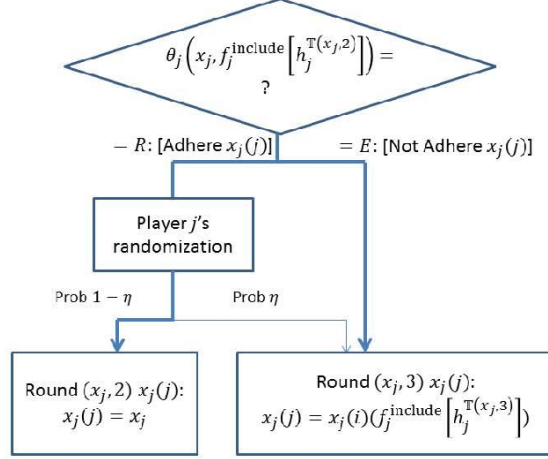 θ_j(x_j, f_j^include[h_j^𝕋(x_j,2)]) =
?
− R: [Adhere x_j(j)]
= E: [Not Adhere x_j(j)]
Player j's
randomization
Prob 1 − η
Prob η
Round (x_j, 2) x_j(j):
x_j(j) = x_j
Round (x_j, 3) x_j(j):
x_j(j) = x_j(i)(f_j^include[h_j^𝕋(x_j,3)])